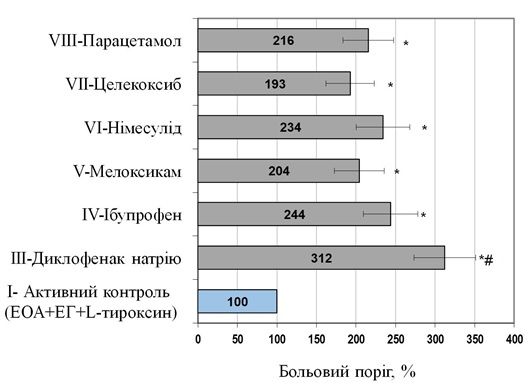 VIII-Парацетамол
216
*
VII-Целекоксиб
193
*
VI-Німесулід
234
*
V-Мелоксикам
204
*
IV-Ібупрофен
244
*
III-Диклофенак натрію
312
*#
I- Активний контроль
(ЕОА+ЕГ+L-тироксин)
100
0 50 100 150 200 250 300 350 400
Больовий поріг, %